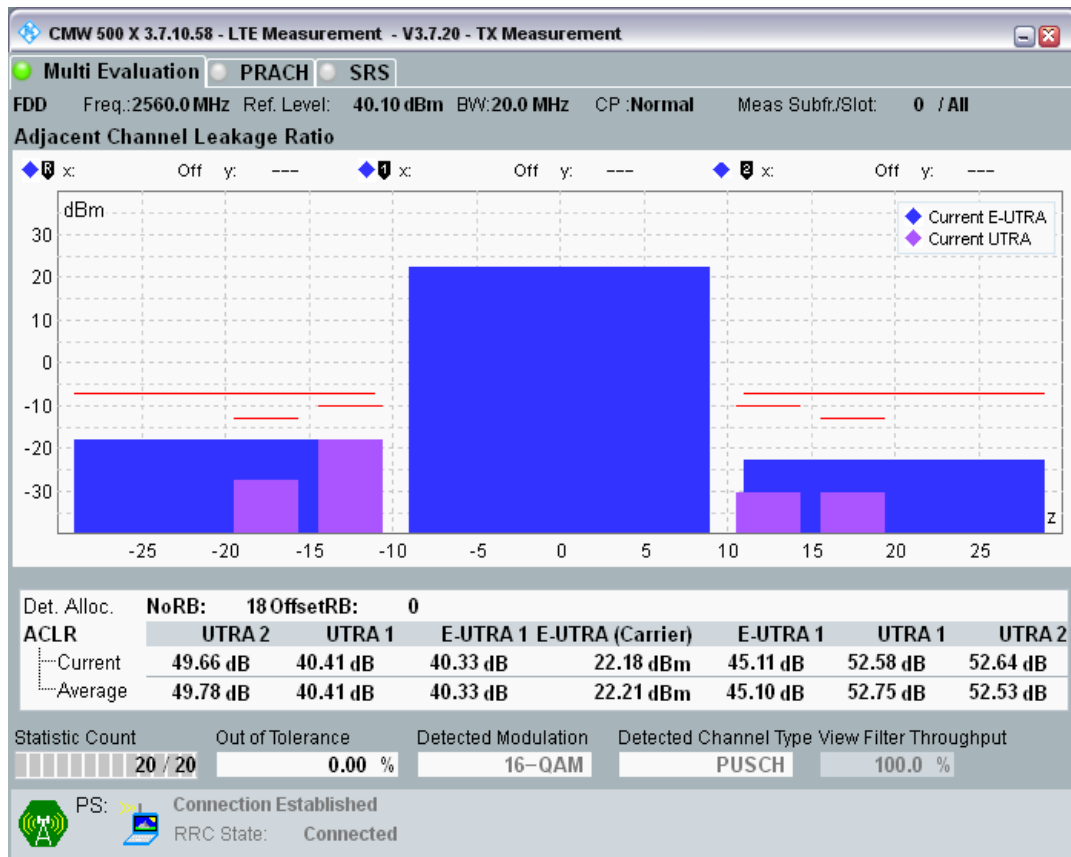 CMW 500 X 3.7.10.58 - LTE Measurement - V3.7.20 - TX Measurement
Multi Evaluation PRACH SRS
FDD Freq.:2560.0 MHz Ref. Level: 40.10 dBm BW:20.0 MHz CP :Normal Meas Subfr./Slot: 0 / All
Adjacent Channel Leakage Ratio
R x: Off y: --- 1 x: Off y: --- 2 x: Off y: ---
dBm
Current E-UTRA
Current UTRA
30
20
10
0
-10
-20
-30
z
-25 -20 -15 -10 -5 0 5 10 15 20 25
Det. Alloc. NoRB: 18 OffsetRB: 0
ACLR UTRA 2 UTRA 1 E-UTRA 1 E-UTRA (Carrier) E-UTRA 1 UTRA 1 UTRA 2
Current 49.66 dB 40.41 dB 40.33 dB 22.18 dBm 45.11 dB 52.58 dB 52.64 dB
Average 49.78 dB 40.41 dB 40.33 dB 22.21 dBm 45.10 dB 52.75 dB 52.53 dB
Statistic Count Out of Tolerance Detected Modulation Detected Channel Type View Filter Throughput
20 / 20 0.00 % 16-QAM PUSCH 100.0 %
PS: Connection Established
RRC State: Connected